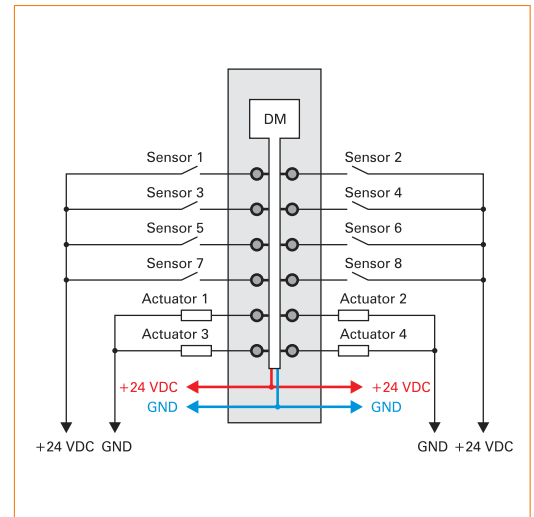 DM
Sensor 1 Sensor 2
Sensor 3 Sensor 4
Sensor 5 Sensor 6
Sensor 7 Sensor 8
Actuator 1 Actuator 2
Actuator 3 Actuator 4
+24 VDC +24 VDC
GND GND
+24 VDC GND GND +24 VDC